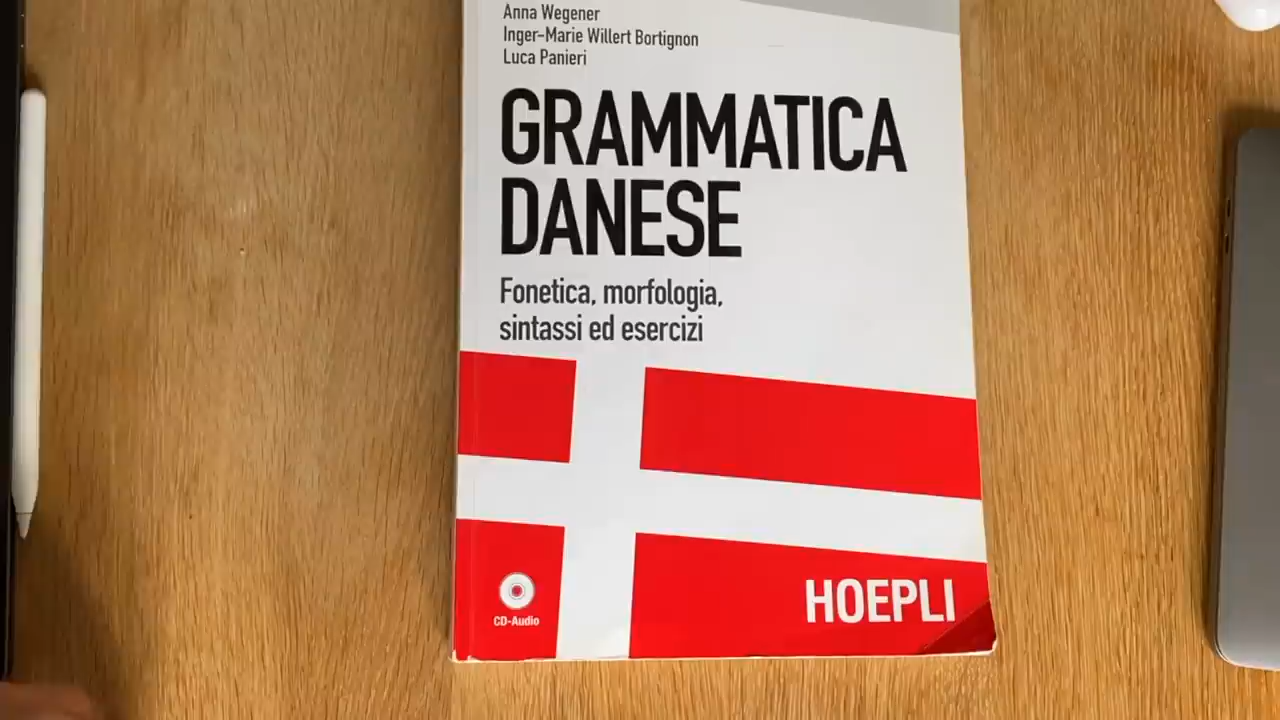 Anna Wegener
Inger-Marie Willert Bortignon
Luca Panieri
GRAMMATICA
DANESE
Fonetica, morfologia,
sintassi ed esercizi
CD-Audio
HOEPLI